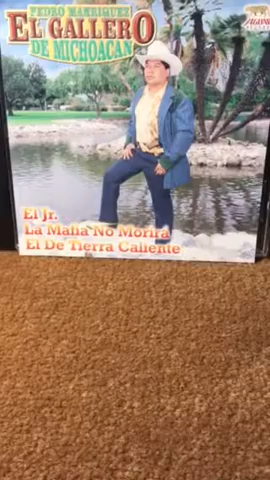 PEDRO MANRIQUEZ
EL GALLERO
DE MICHOACAN
El Jr.
La Mafia No Morira
El De Tierra Caliente